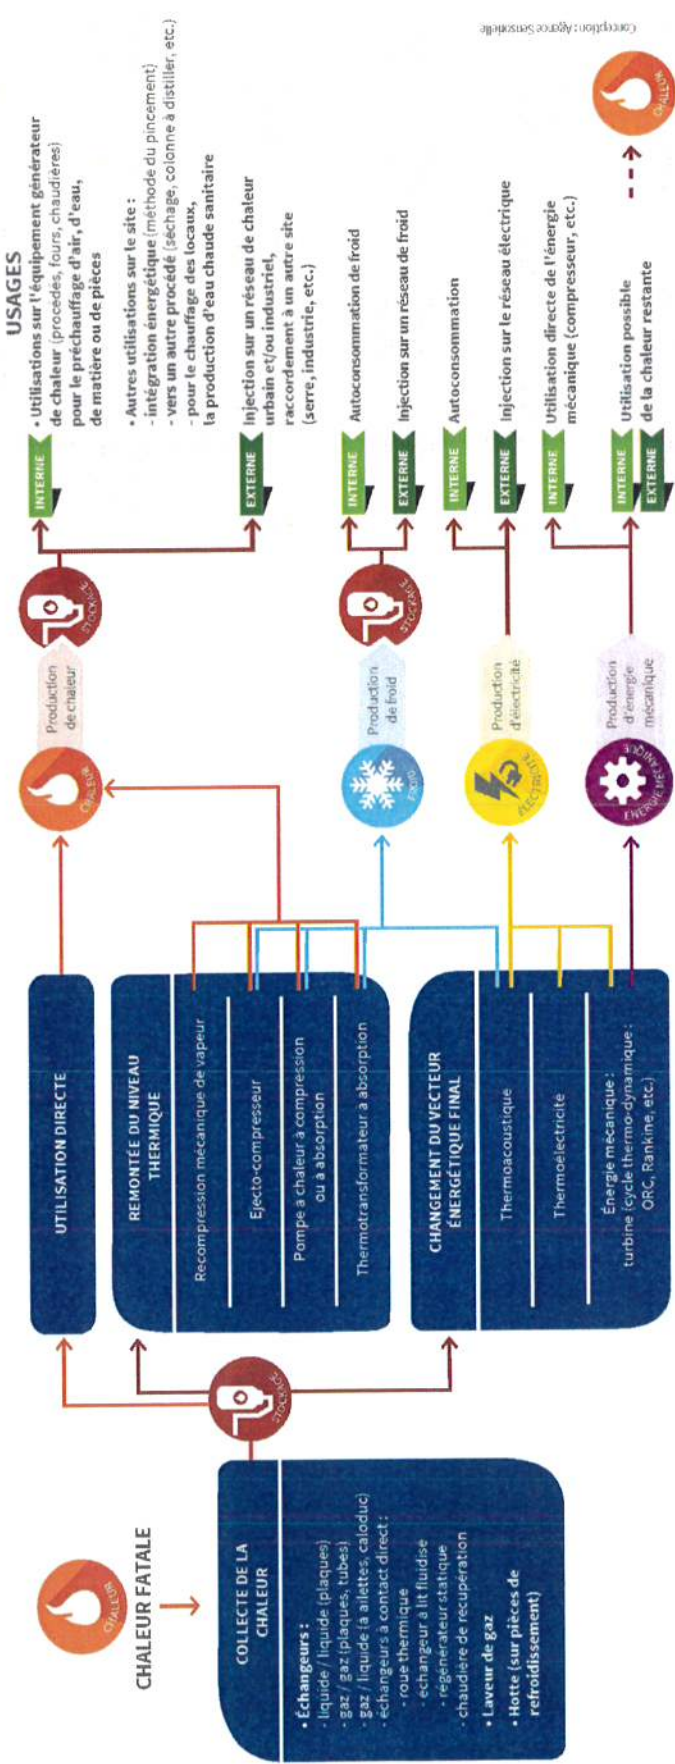 CHALEUR
CHALEUR FATALE
COLLECTE DE LA
CHALEUR
• Échangeurs :
- liquide / liquide (plaques)
- gaz / gaz (plaques, tubes)
- gaz / liquide (à ailettes, caloduc)
- échangeurs à contact direct :
- roue thermique
- échangeur à lit fluidisé
- régénérateur statique
- chaudière de récupération
• Laveur de gaz
• Hotte (sur pièces de
refroidissement)
STOCKAGE
UTILISATION DIRECTE
REMONTÉE DU NIVEAU
THERMIQUE
Recompression mécanique de vapeur
Ejecto-compresseur
Pompe à chaleur à compression
ou à absorption
Thermotransformateur à absorption
CHANGEMENT DU VECTEUR
ÉNERGÉTIQUE FINAL
Thermoacoustique
Thermoélectricité
Énergie mécanique :
turbine (cycle thermo-dynamique :
ORC, Rankine, etc.)
CHALEUR
Production
de chaleur
STOCKAGE
FROID
Production
de froid
STOCKAGE
ÉLECTRICITÉ
Production
d'électricité
ENERGIE MÉCANIQUE
Production
d'énergie
mécanique
USAGES
INTERNE
• Utilisations sur l'équipement générateur
de chaleur (procédés, fours, chaudières)
pour le préchauffage d'air, d'eau,
de matière ou de pièces
• Autres utilisations sur le site :
- intégration énergétique (méthode du pincement)
- vers un autre procédé (séchage, colonne à distiller, etc.)
- pour le chauffage des locaux,
la production d'eau chaude sanitaire
EXTERNE
Injection sur un réseau de chaleur
urbain et/ou industriel,
raccordement à un autre site
(serre, industrie, etc.)
INTERNE
Autoconsommation de froid
EXTERNE
Injection sur un réseau de froid
INTERNE
Autoconsommation
EXTERNE
Injection sur le réseau électrique
INTERNE
Utilisation directe de l'énergie
mécanique (compresseur, etc.)
INTERNE
EXTERNE
Utilisation possible
de la chaleur restante
CHALEUR
Conception : Agence Sensorielle